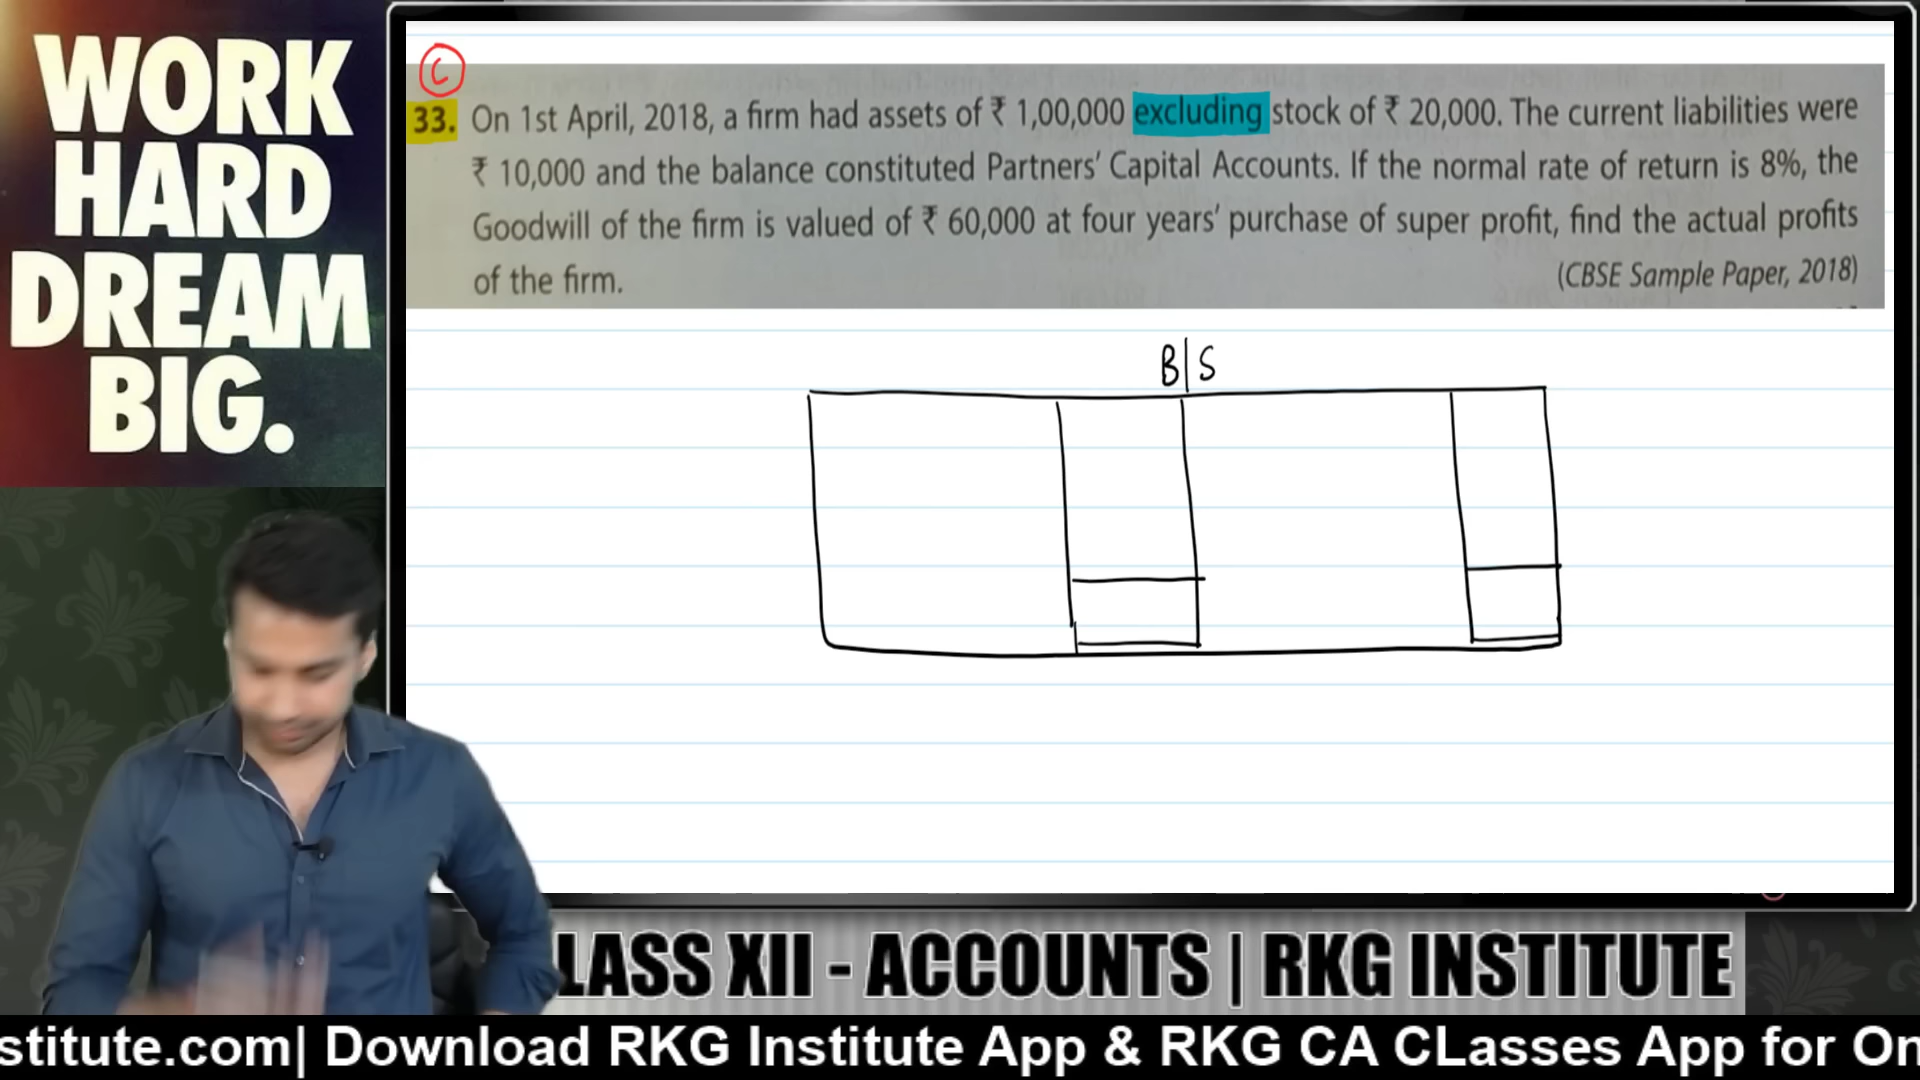 WORK
HARD
DREAM
BIG.
C
33. On 1st April, 2018, a firm had assets of ₹ 1,00,000 excluding stock of ₹ 20,000. The current liabilities were
₹ 10,000 and the balance constituted Partners' Capital Accounts. If the normal rate of return is 8%, the
Goodwill of the firm is valued of ₹ 60,000 at four years' purchase of super profit, find the actual profits
of the firm.
(CBSE Sample Paper, 2018)
B|S
LASS XII - ACCOUNTS | RKG INSTITUTE
stitute.com| Download RKG Institute App & RKG CA CLasses App for On